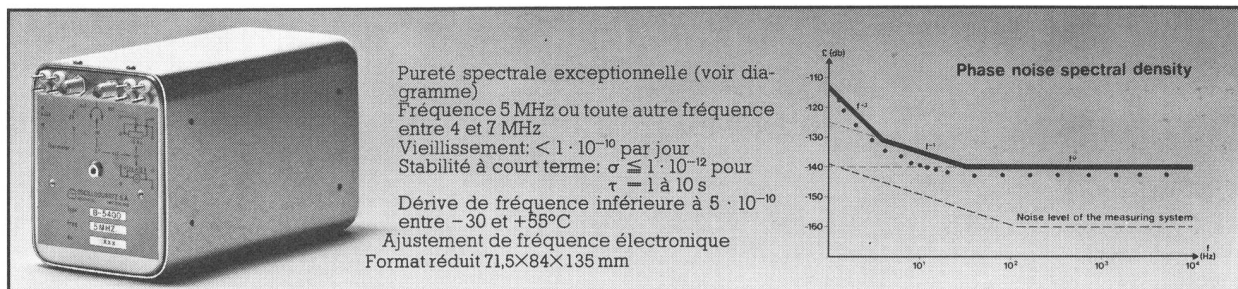 Pureté spectrale exceptionnelle (voir dia-
gramme)
Fréquence 5 MHz ou toute autre fréquence
entre 4 et 7 MHz
Vieillissement: < 1 · 10⁻¹⁰ par jour
Stabilité à court terme: σ ≦ 1 · 10⁻¹² pour
τ = 1 à 10 s
Dérive de fréquence inférieure à 5 · 10⁻¹⁰
entre −30 et +55°C
Ajustement de fréquence électronique
Format réduit 71,5×84×135 mm
B-5400
5 MHZ
xxx
£ (db)
Phase noise spectral density
-110
-120
-130
-140
-150
-160
Noise level of the measuring system
10¹
10²
10³
10⁴
f
(Hz)